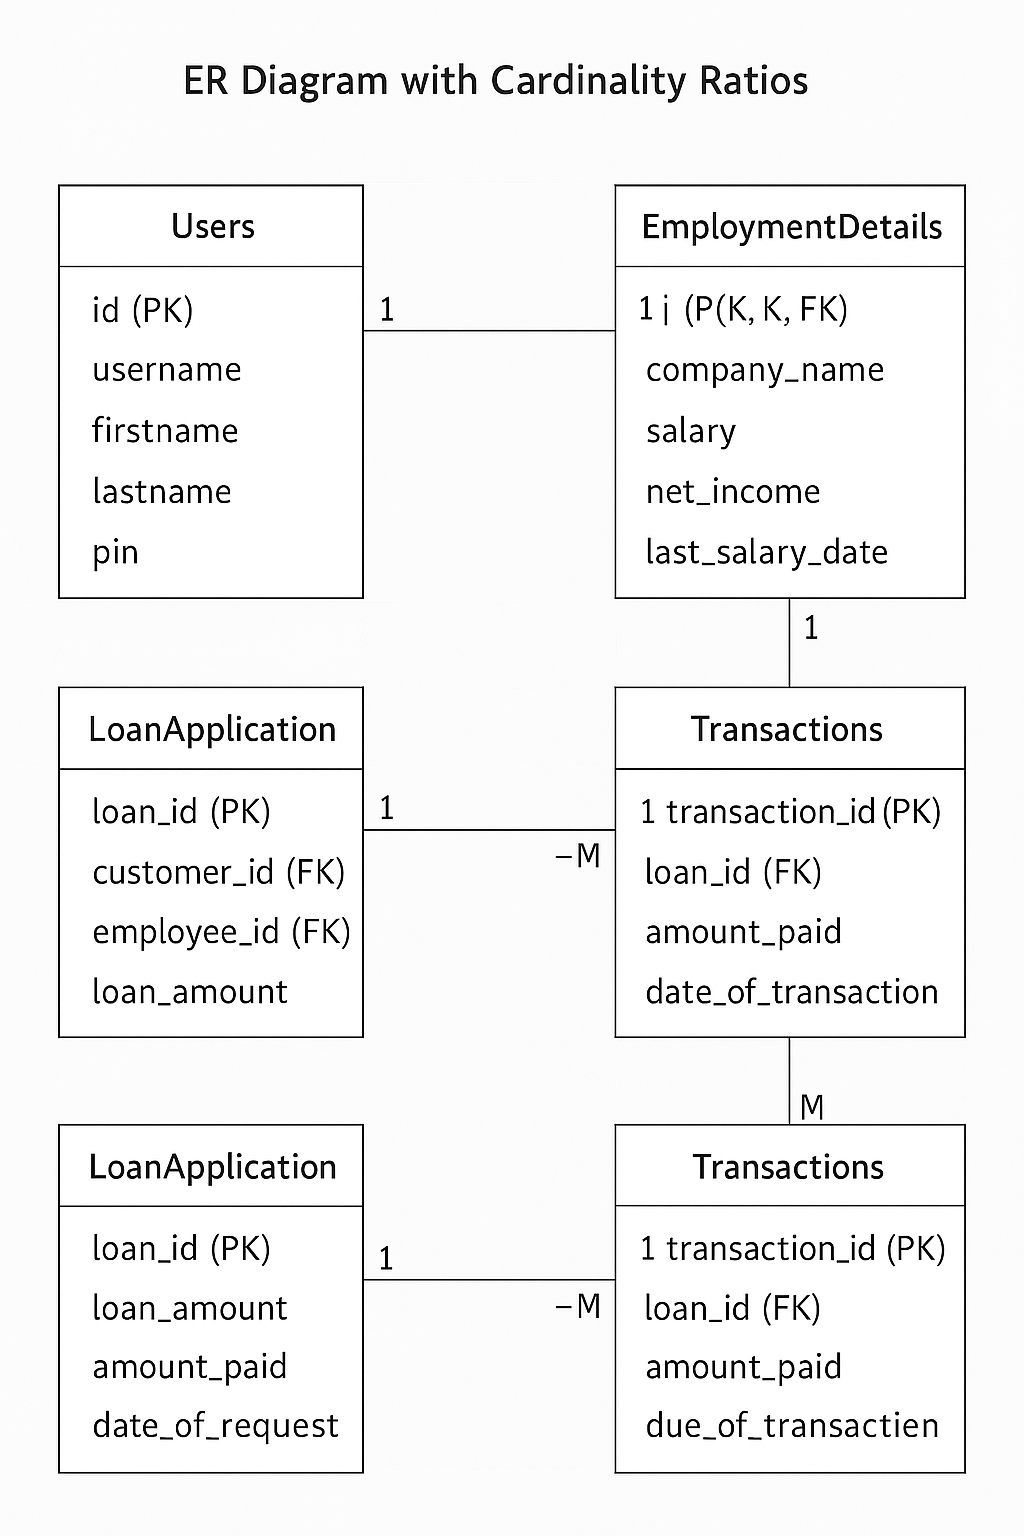 ER Diagram with Cardinality Ratios
Users
id (PK)
username
firstname
lastname
pin
1
EmploymentDetails
1 j (P(K, K, FK)
company_name
salary
net_income
last_salary_date
1
LoanApplication
loan_id (PK)
customer_id (FK)
employee_id (FK)
loan_amount
1
–M
Transactions
1 transaction_id (PK)
loan_id (FK)
amount_paid
date_of_transaction
M
LoanApplication
loan_id (PK)
loan_amount
amount_paid
date_of_request
1
–M
Transactions
1 transaction_id (PK)
loan_id (FK)
amount_paid
due_of_transactien